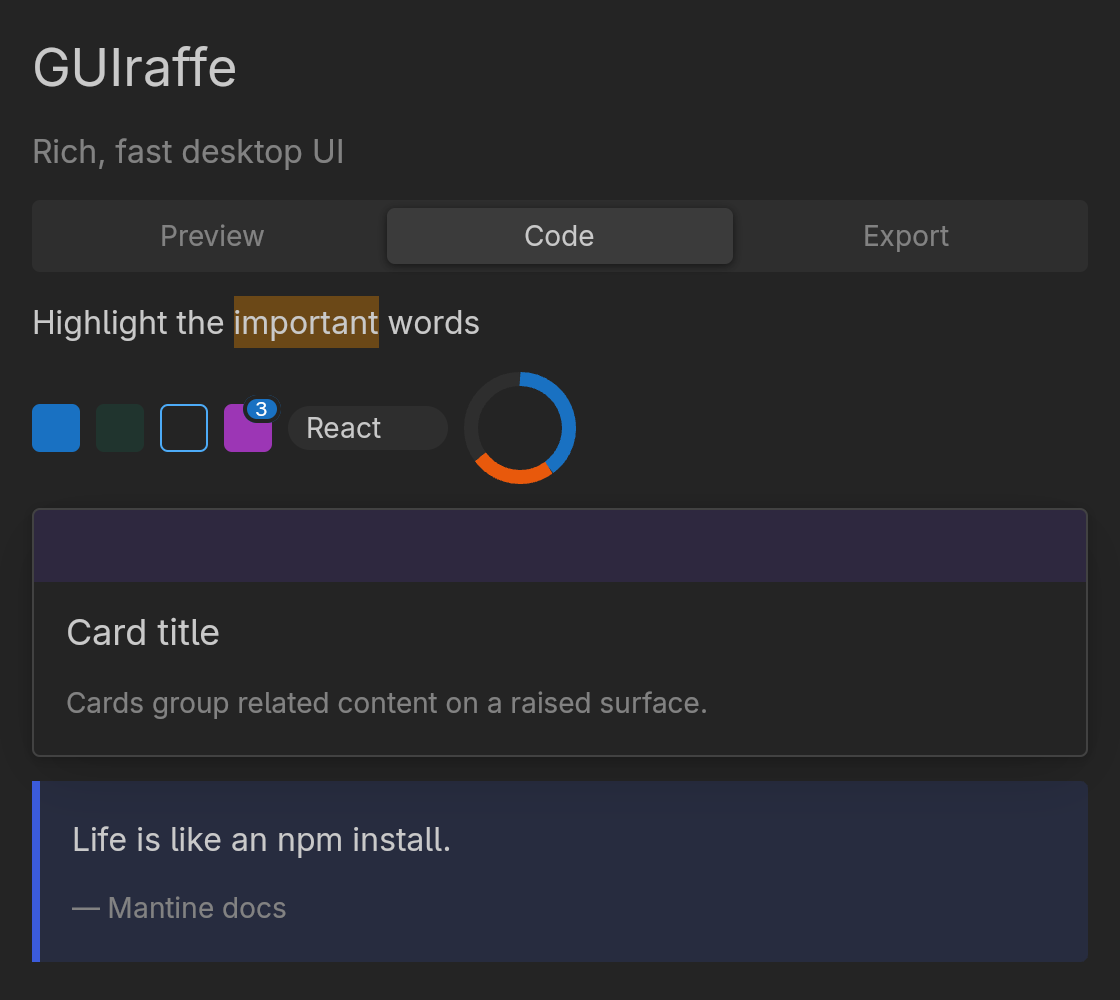 GUIraffe
Rich, fast desktop UI
Preview Code Export
Highlight the important words
3
React
Card title
Cards group related content on a raised surface.
Life is like an npm install.
— Mantine docs